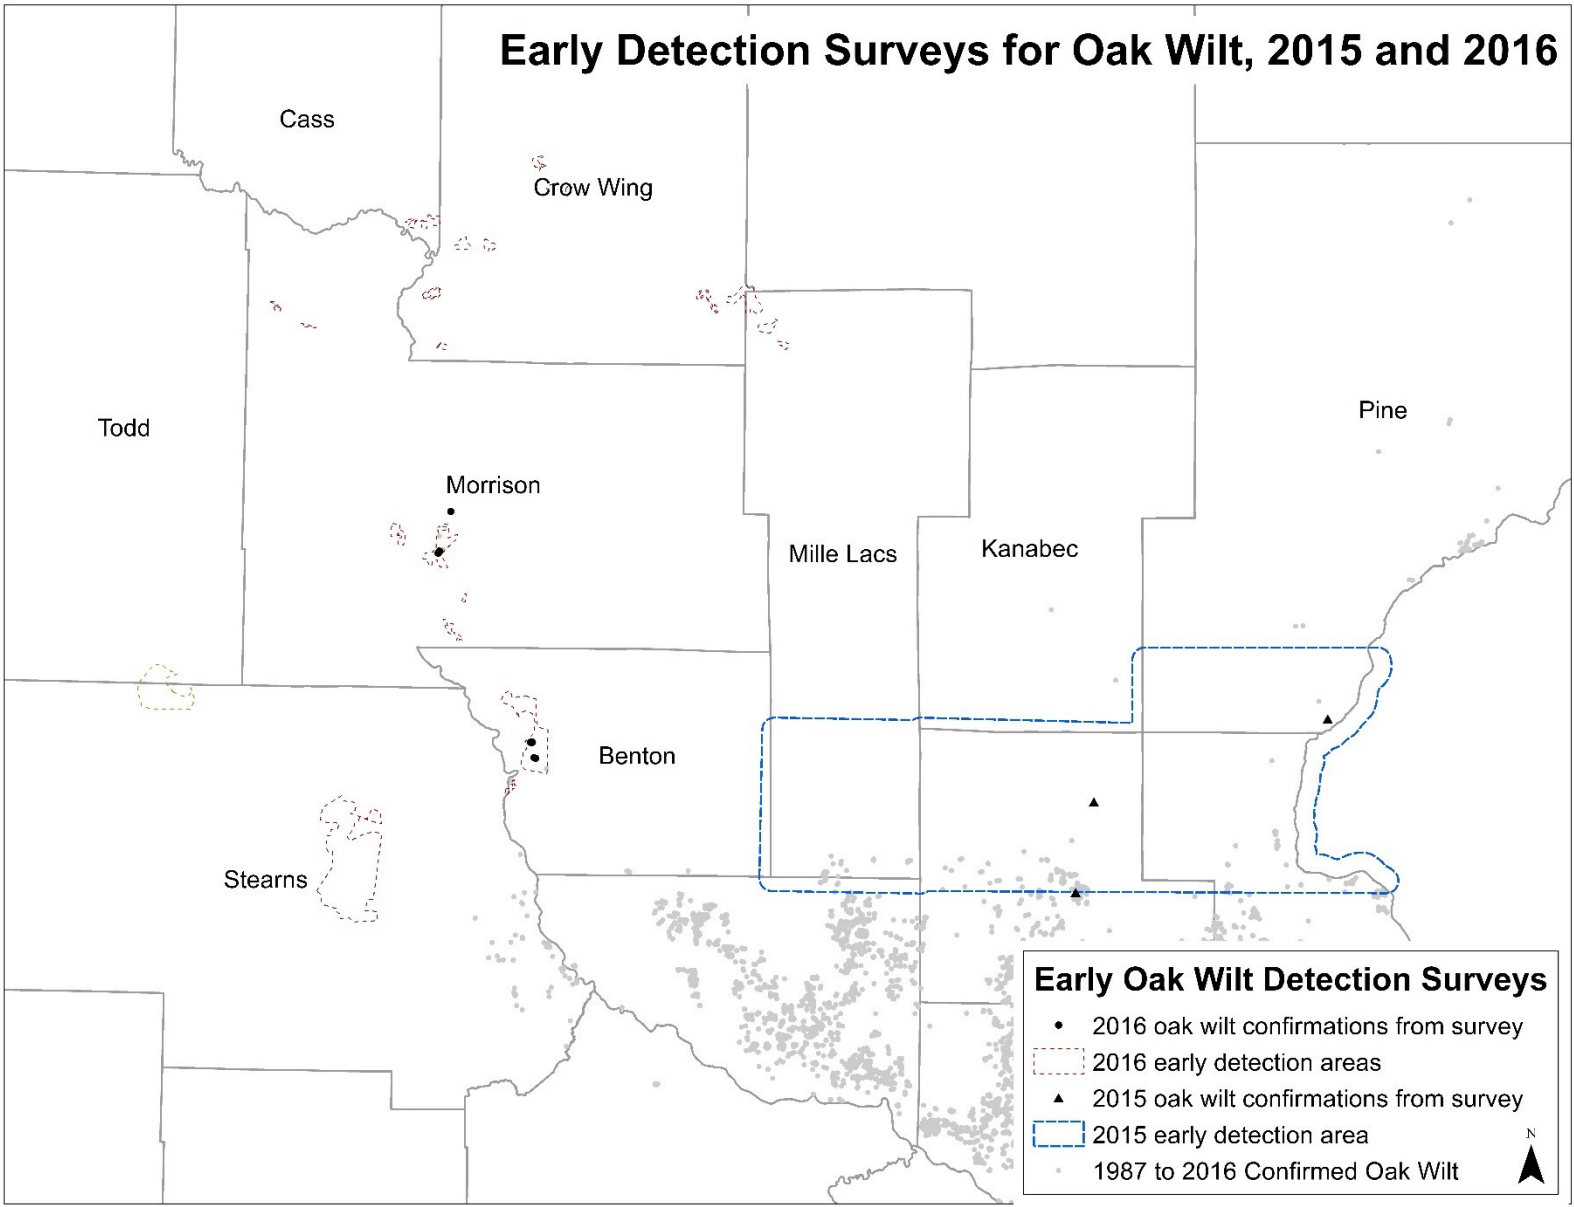 Early Detection Surveys for Oak Wilt, 2015 and 2016
Cass
Crow Wing
Pine
Todd
Morrison
Mille Lacs
Kanabec
Benton
Stearns
Early Oak Wilt Detection Surveys
2016 oak wilt confirmations from survey
2016 early detection areas
2015 oak wilt confirmations from survey
2015 early detection area
1987 to 2016 Confirmed Oak Wilt
N